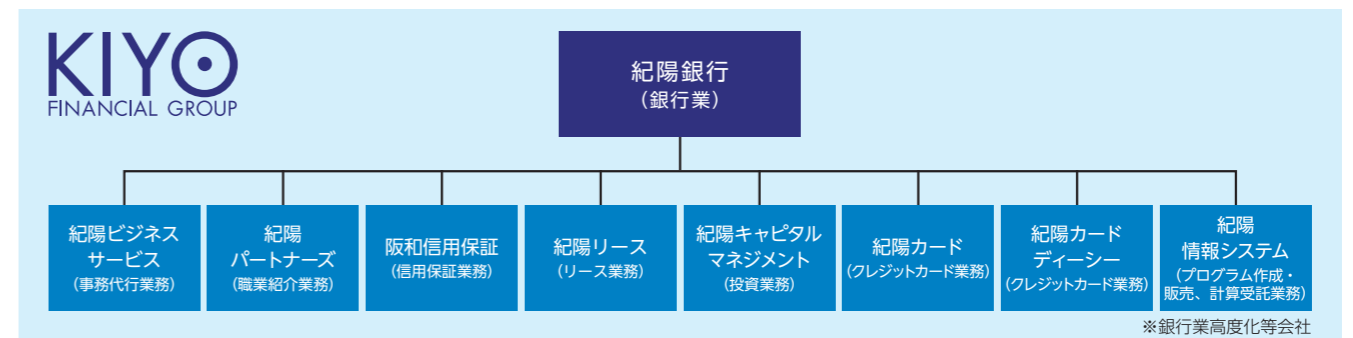 KIYO
FINANCIAL GROUP
紀陽銀行
（銀行業）
紀陽ビジネス
サービス
（事務代行業務）
紀陽
パートナーズ
（職業紹介業務）
阪和信用保証
（信用保証業務）
紀陽リース
（リース業務）
紀陽キャピタル
マネジメント
（投資業務）
紀陽カード
（クレジットカード業務）
紀陽カード
ディーシー
（クレジットカード業務）
紀陽
情報システム
（プログラム作成・
販売、計算受託業務）
※銀行業高度化等会社